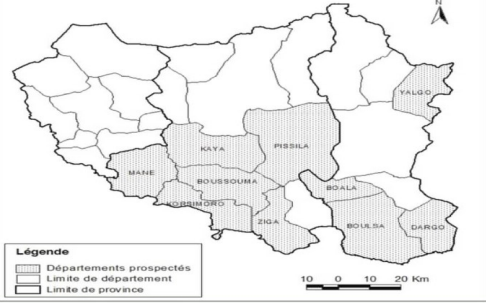 N
YALGO
KAYA
PISSILA
MANE
BOUSSOUMA
BOALA
KORSIMORO
ZIGA
BOULSA
DARGO
Légende
Départements prospectés
Limite de département
Limite de province
10 0 10 20 Km